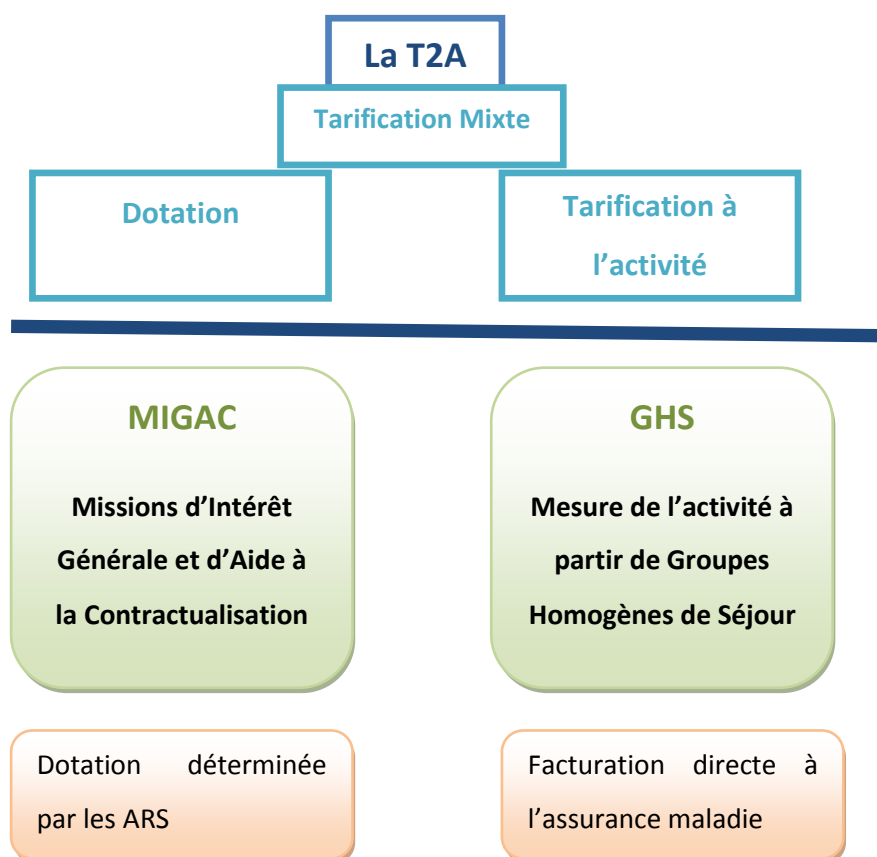 La T2A
Tarification Mixte
Dotation
Tarification à
l’activité
MIGAC
Missions d’Intérêt
Générale et d’Aide à
la Contractualisation
GHS
Mesure de l’activité à
partir de Groupes
Homogènes de Séjour
Dotation déterminée
par les ARS
Facturation directe à
l’assurance maladie